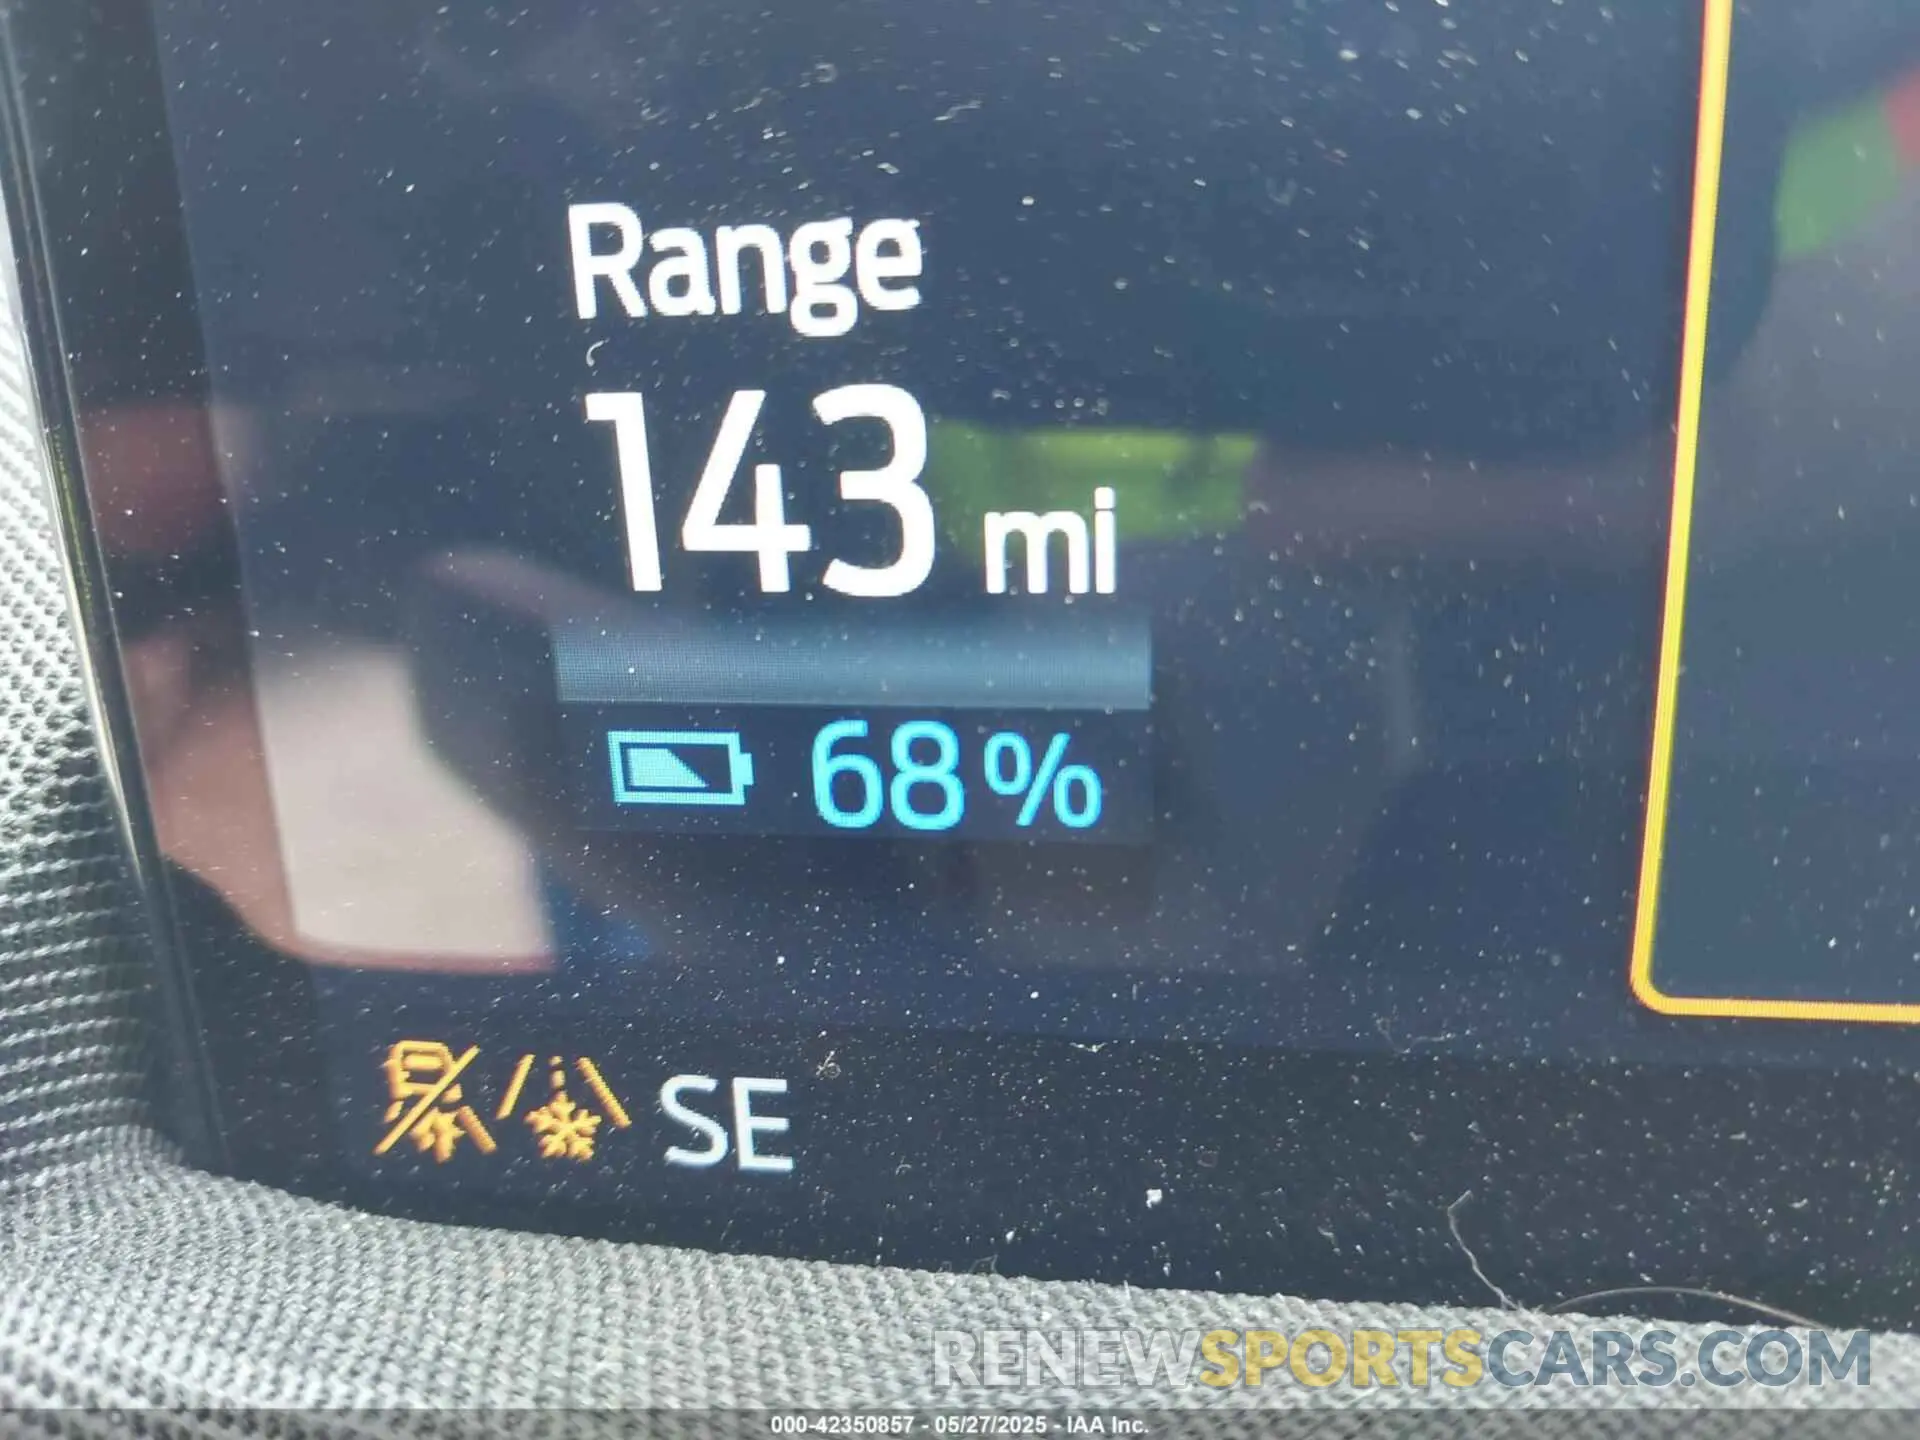 Range
143 mi
68 %
SE
RENEWSPORTSCARS.COM
000-42350857 - 05/27/2025 - IAA Inc.